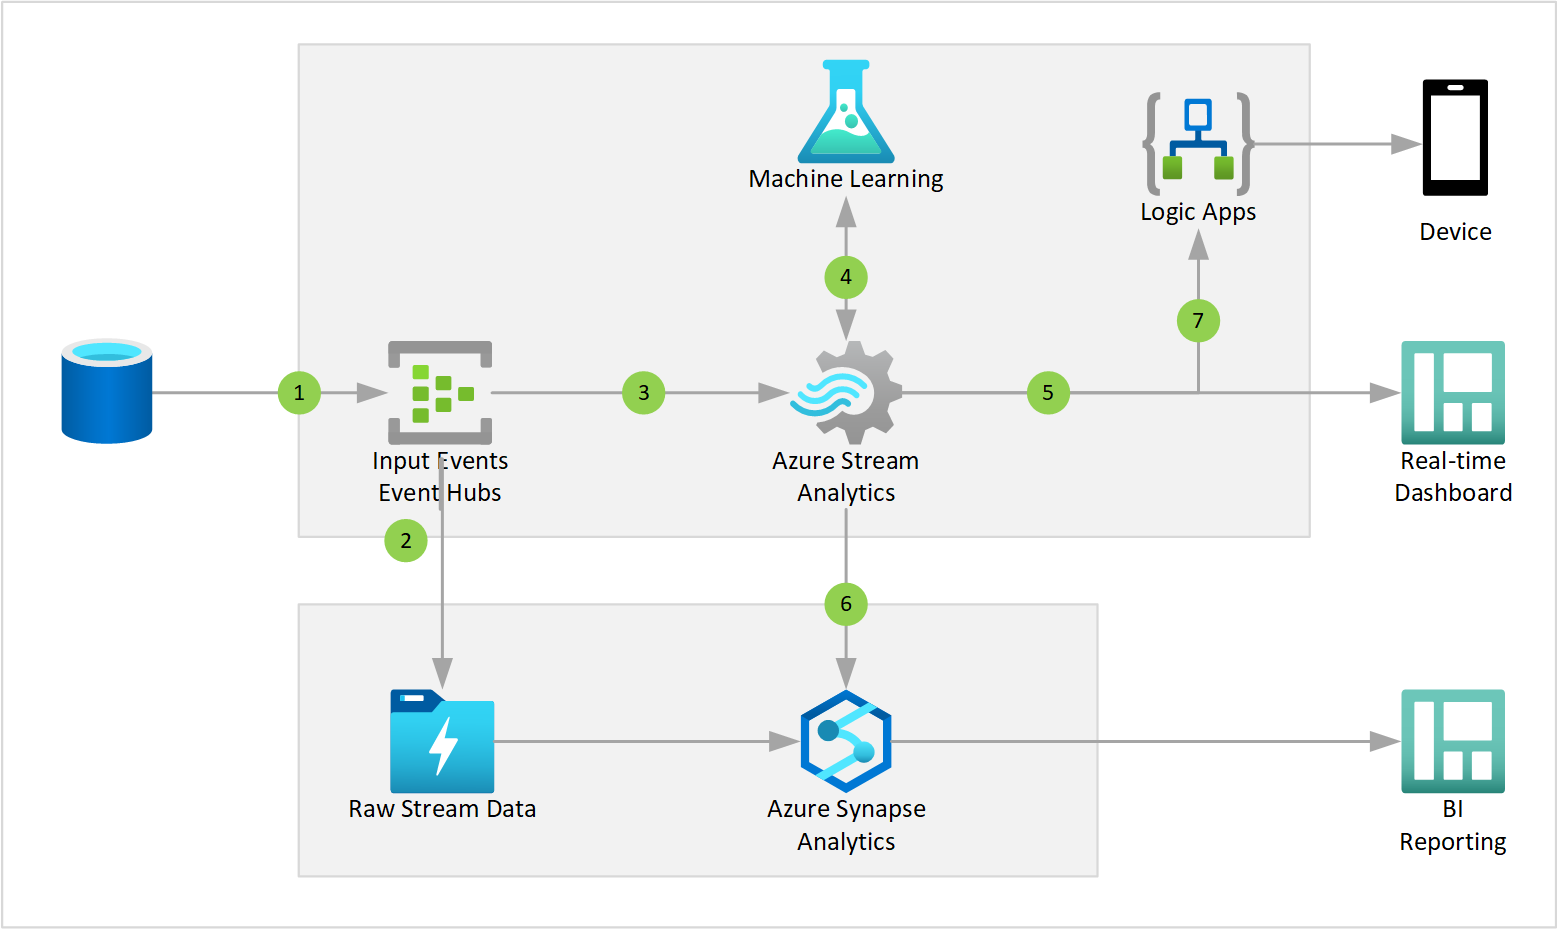 Machine Learning
Logic Apps
Device
4
7
1
3
5
Input Events
Event Hubs
Azure Stream
Analytics
Real-time
Dashboard
2
6
Raw Stream Data
Azure Synapse
Analytics
BI
Reporting